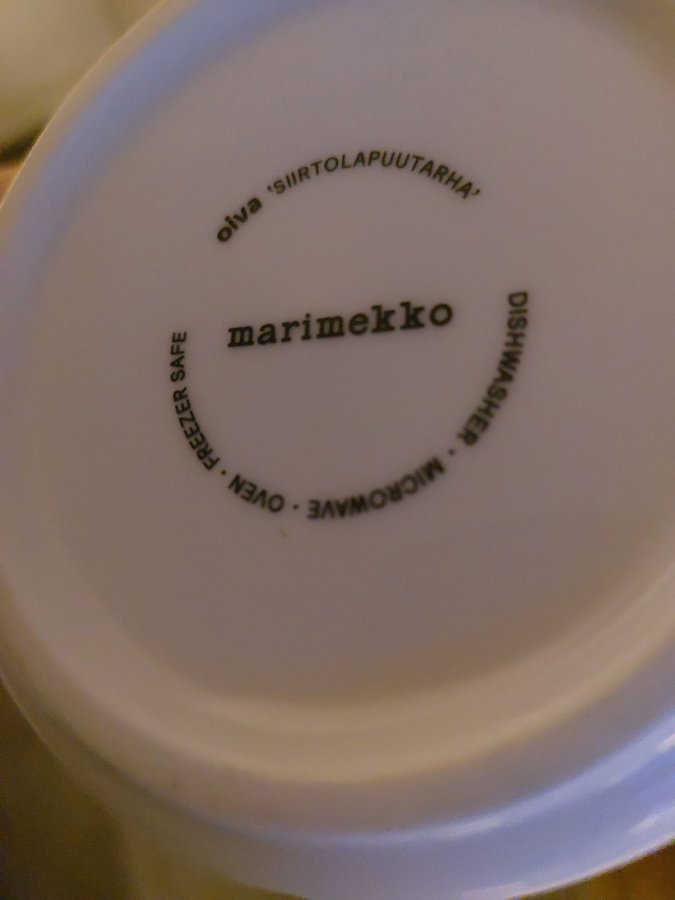 oiva 'SIIRTOLAPUUTARHA'
marimekko
DISHWASHER · MICROWAVE · OVEN · FREEZER SAFE